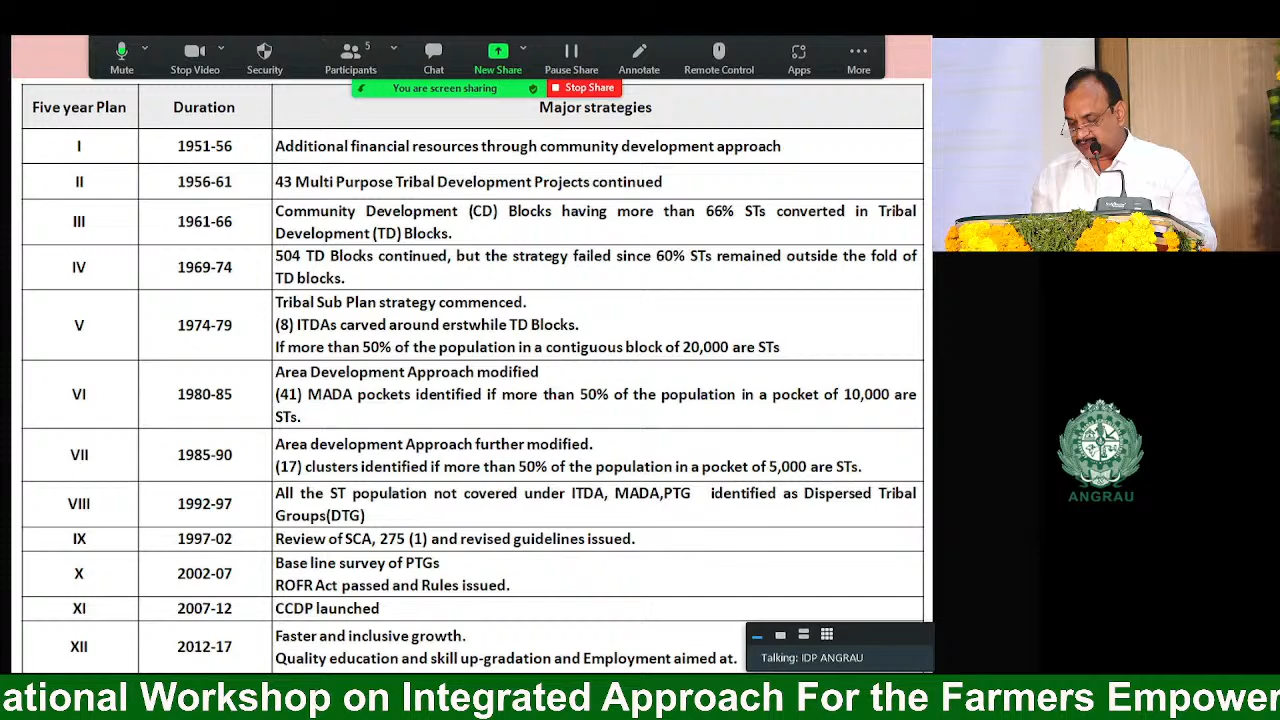 Mute
Stop Video
Security
Participants
5
Chat
New Share
Pause Share
Annotate
Remote Control
Apps
More
You are screen sharing
Stop Share
Five year Plan Duration Major strategies
I 1951-56 Additional financial resources through community development approach
II 1956-61 43 Multi Purpose Tribal Development Projects continued
III 1961-66 Community Development (CD) Blocks having more than 66% STs converted in Tribal
Development (TD) Blocks.
IV 1969-74 504 TD Blocks continued, but the strategy failed since 60% STs remained outside the fold of
TD blocks.
V 1974-79 Tribal Sub Plan strategy commenced.
(8) ITDAs carved around erstwhile TD Blocks.
If more than 50% of the population in a contiguous block of 20,000 are STs
VI 1980-85 Area Development Approach modified
(41) MADA pockets identified if more than 50% of the population in a pocket of 10,000 are
STs.
VII 1985-90 Area development Approach further modified.
(17) clusters identified if more than 50% of the population in a pocket of 5,000 are STs.
VIII 1992-97 All the ST population not covered under ITDA, MADA,PTG identified as Dispersed Tribal
Groups(DTG)
IX 1997-02 Review of SCA, 275 (1) and revised guidelines issued.
X 2002-07 Base line survey of PTGs
ROFR Act passed and Rules issued.
XI 2007-12 CCDP launched
XII 2012-17 Faster and inclusive growth.
Quality education and skill up-gradation and Employment aimed at.
Talking: IDP ANGRAU
ANGRAU
ational Workshop on Integrated Approach For the Farmers Empower